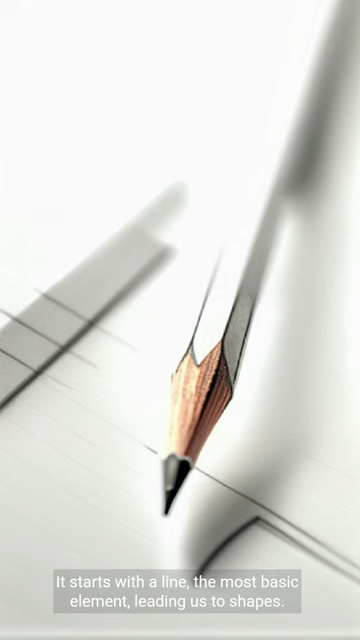 It starts with a line, the most basic
element, leading us to shapes.